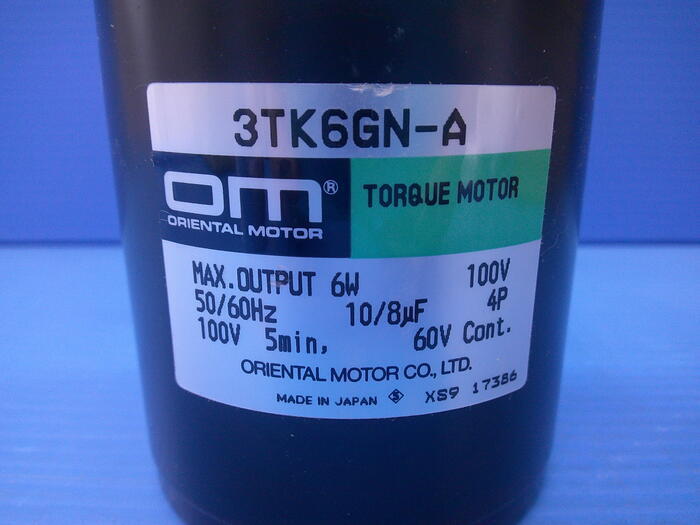 3TK6GN-A
om®
ORIENTAL MOTOR
TORQUE MOTOR
MAX.OUTPUT 6W 100V
50/60Hz 10/8µF 4P
100V 5min, 60V Cont.
ORIENTAL MOTOR CO., LTD.
MADE IN JAPAN S XS9 17386